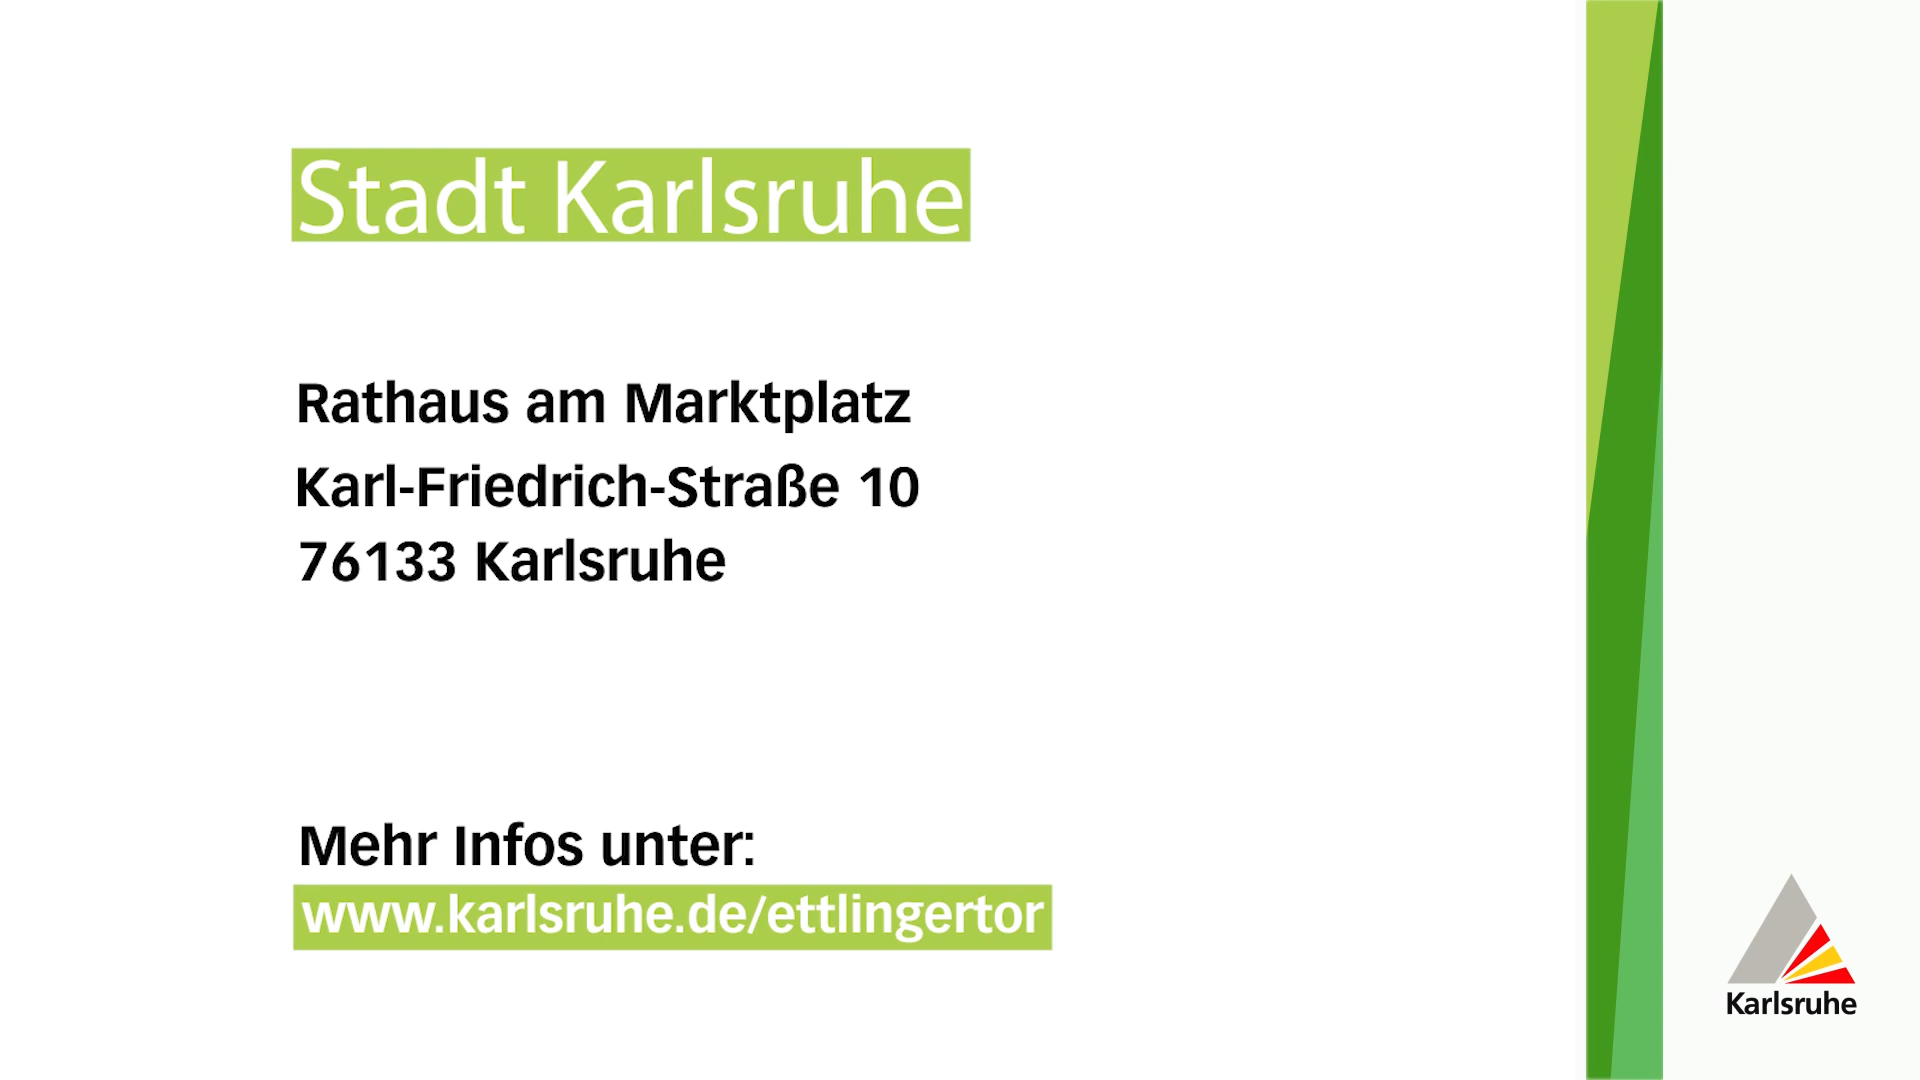 Stadt Karlsruhe
Rathaus am Marktplatz
Karl-Friedrich-Straße 10
76133 Karlsruhe
Mehr Infos unter:
www.karlsruhe.de/ettlingertor
Karlsruhe